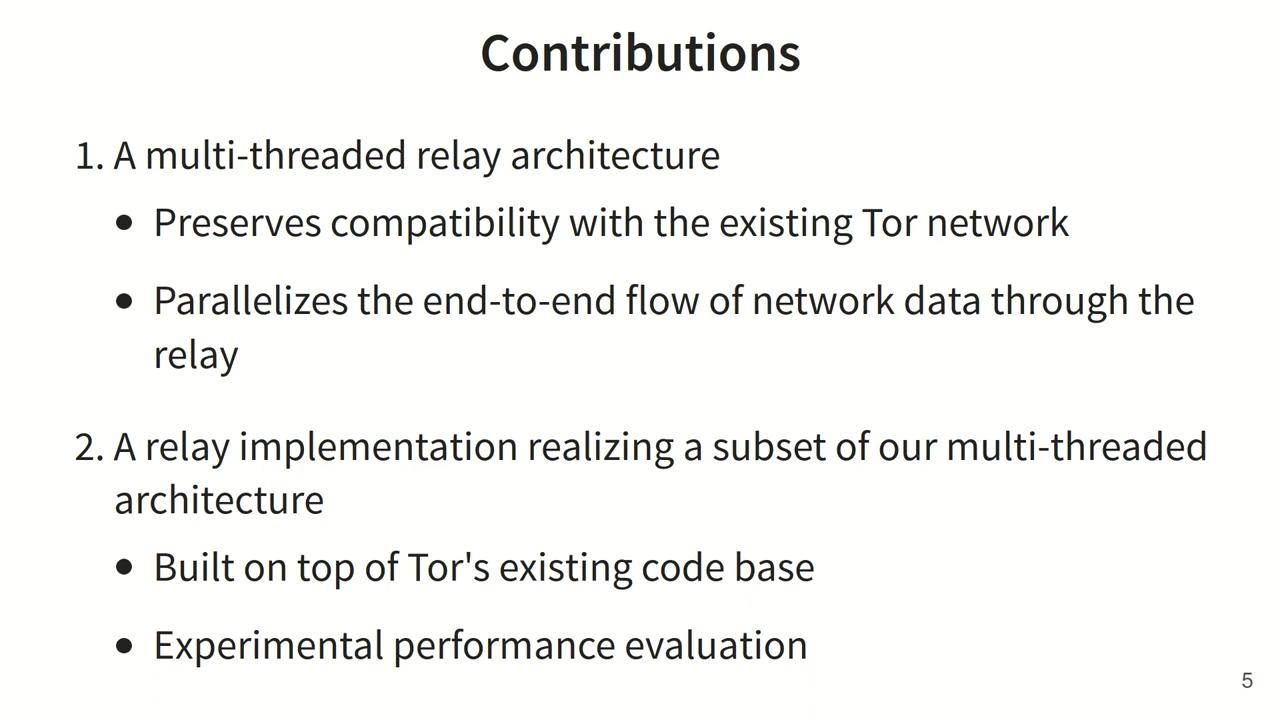 Contributions
1. A multi-threaded relay architecture
● Preserves compatibility with the existing Tor network
● Parallelizes the end-to-end flow of network data through the
relay
2. A relay implementation realizing a subset of our multi-threaded
architecture
● Built on top of Tor's existing code base
● Experimental performance evaluation
5